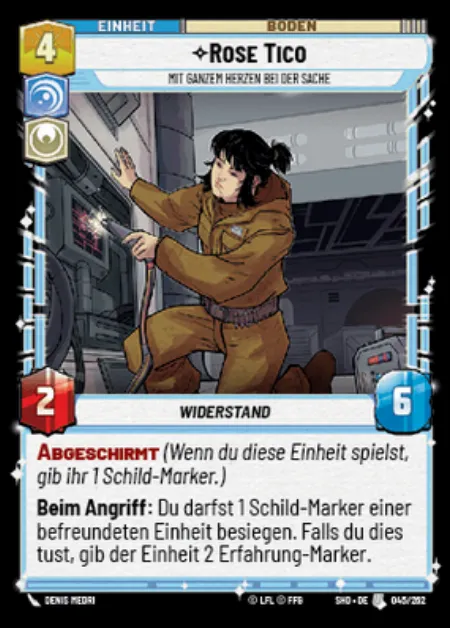 EINHEIT
BODEN
4
ROSE TICO
MIT GANZEM HERZEN BEI DER SACHE
2
WIDERSTAND
6
ABGESCHIRMT (Wenn du diese Einheit spielst,
gib ihr 1 Schild-Marker.)
Beim Angriff: Du darfst 1 Schild-Marker einer
befreundeten Einheit besiegen. Falls du dies
tust, gib der Einheit 2 Erfahrung-Marker.
DENIS MEDRI
© LFL © FFG
SHD • DE
045/262